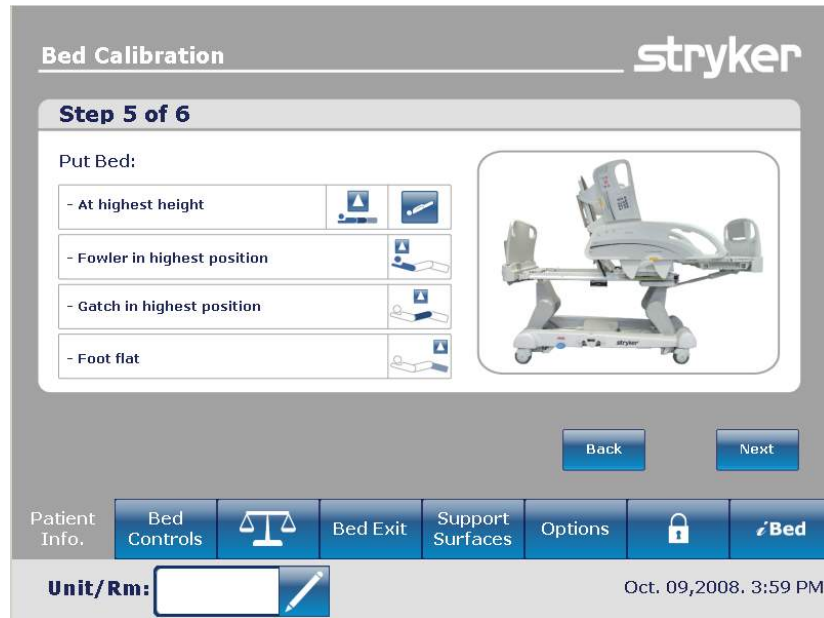 Bed Calibration
stryker
Step 5 of 6
Put Bed:
- At highest height
- Fowler in highest position
- Gatch in highest position
- Foot flat
stryker
Back
Next
Patient Info.
Bed Controls
Bed Exit
Support Surfaces
Options
iBed
Unit/Rm:
Oct. 09,2008. 3:59 PM